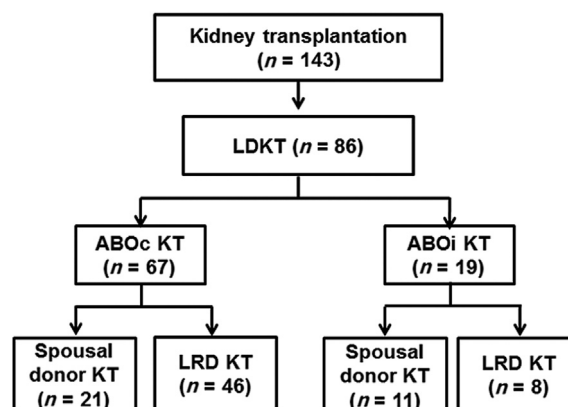 Kidney transplantation
(n = 143)
LDKT (n = 86)
ABOc KT
(n = 67)
ABOi KT
(n = 19)
Spousal
donor KT
(n = 21)
LRD KT
(n = 46)
Spousal
donor KT
(n = 11)
LRD KT
(n = 8)